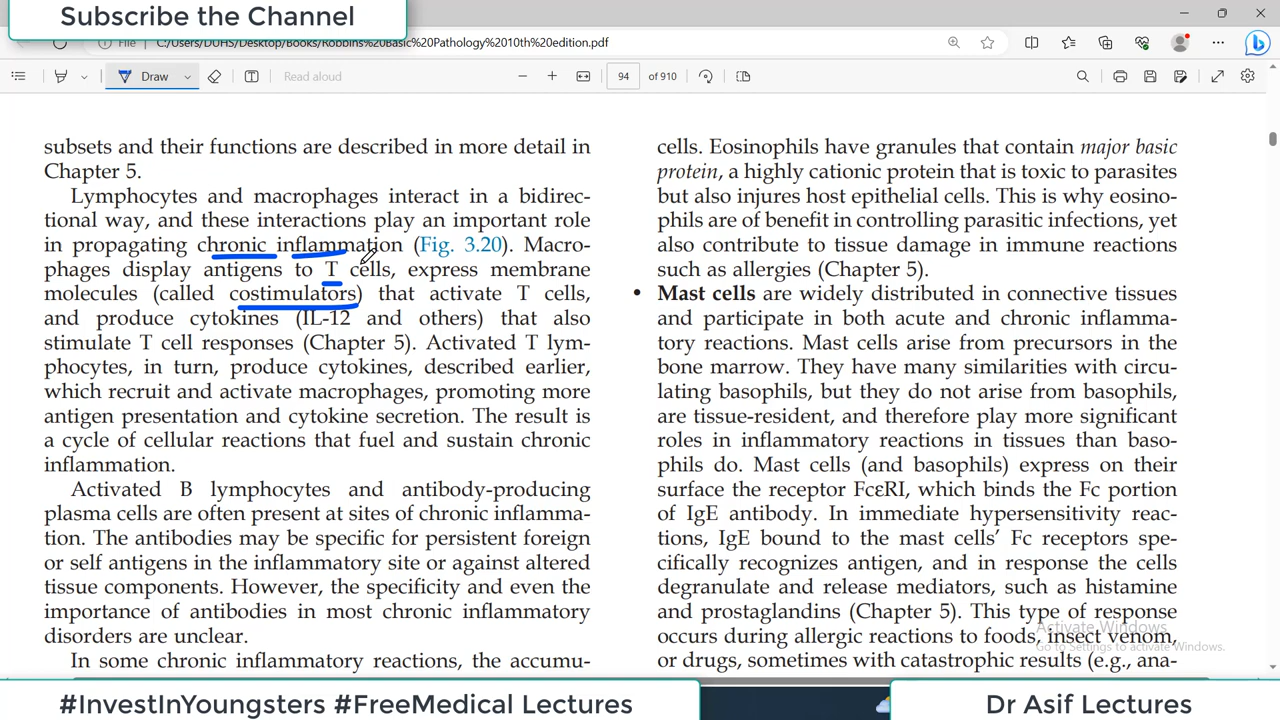 Subscribe the Channel
File
C:/Users/DUHS/Desktop/Books/Robbins%20Basic%20Pathology%2010th%20edition.pdf
Draw
Read aloud
94
of 910
subsets and their functions are described in more detail in
Chapter 5.
Lymphocytes and macrophages interact in a bidirec-
tional way, and these interactions play an important role
in propagating chronic inflammation (Fig. 3.20). Macro-
phages display antigens to T cells, express membrane
molecules (called costimulators) that activate T cells,
and produce cytokines (IL-12 and others) that also
stimulate T cell responses (Chapter 5). Activated T lym-
phocytes, in turn, produce cytokines, described earlier,
which recruit and activate macrophages, promoting more
antigen presentation and cytokine secretion. The result is
a cycle of cellular reactions that fuel and sustain chronic
inflammation.
Activated B lymphocytes and antibody-producing
plasma cells are often present at sites of chronic inflamma-
tion. The antibodies may be specific for persistent foreign
or self antigens in the inflammatory site or against altered
tissue components. However, the specificity and even the
importance of antibodies in most chronic inflammatory
disorders are unclear.
In some chronic inflammatory reactions, the accumu-
cells. Eosinophils have granules that contain major basic
protein, a highly cationic protein that is toxic to parasites
but also injures host epithelial cells. This is why eosino-
phils are of benefit in controlling parasitic infections, yet
also contribute to tissue damage in immune reactions
such as allergies (Chapter 5).
• Mast cells are widely distributed in connective tissues
and participate in both acute and chronic inflamma-
tory reactions. Mast cells arise from precursors in the
bone marrow. They have many similarities with circu-
lating basophils, but they do not arise from basophils,
are tissue-resident, and therefore play more significant
roles in inflammatory reactions in tissues than baso-
phils do. Mast cells (and basophils) express on their
surface the receptor FcεRI, which binds the Fc portion
of IgE antibody. In immediate hypersensitivity reac-
tions, IgE bound to the mast cells’ Fc receptors spe-
cifically recognizes antigen, and in response the cells
degranulate and release mediators, such as histamine
and prostaglandins (Chapter 5). This type of response
occurs during allergic reactions to foods, insect venom,
or drugs, sometimes with catastrophic results (e.g., ana-
Activate Windows
Go to Settings to activate Windows.
#InvestInYoungsters #FreeMedical Lectures
Dr Asif Lectures